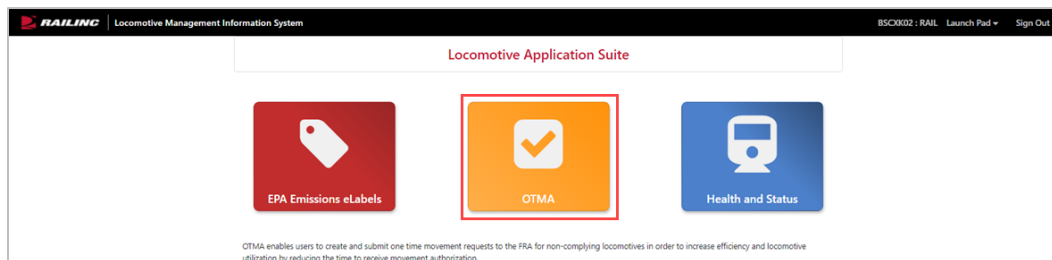 RAILINC Locomotive Management Information System BSCXK02 : RAIL Launch Pad Sign Out
Locomotive Application Suite
EPA Emissions eLabels OTMA Health and Status
OTMA enables users to create and submit one time movement requests to the FRA for non-complying locomotives in order to increase efficiency and locomotive
utilization by reducing the time to receive movement authorization.